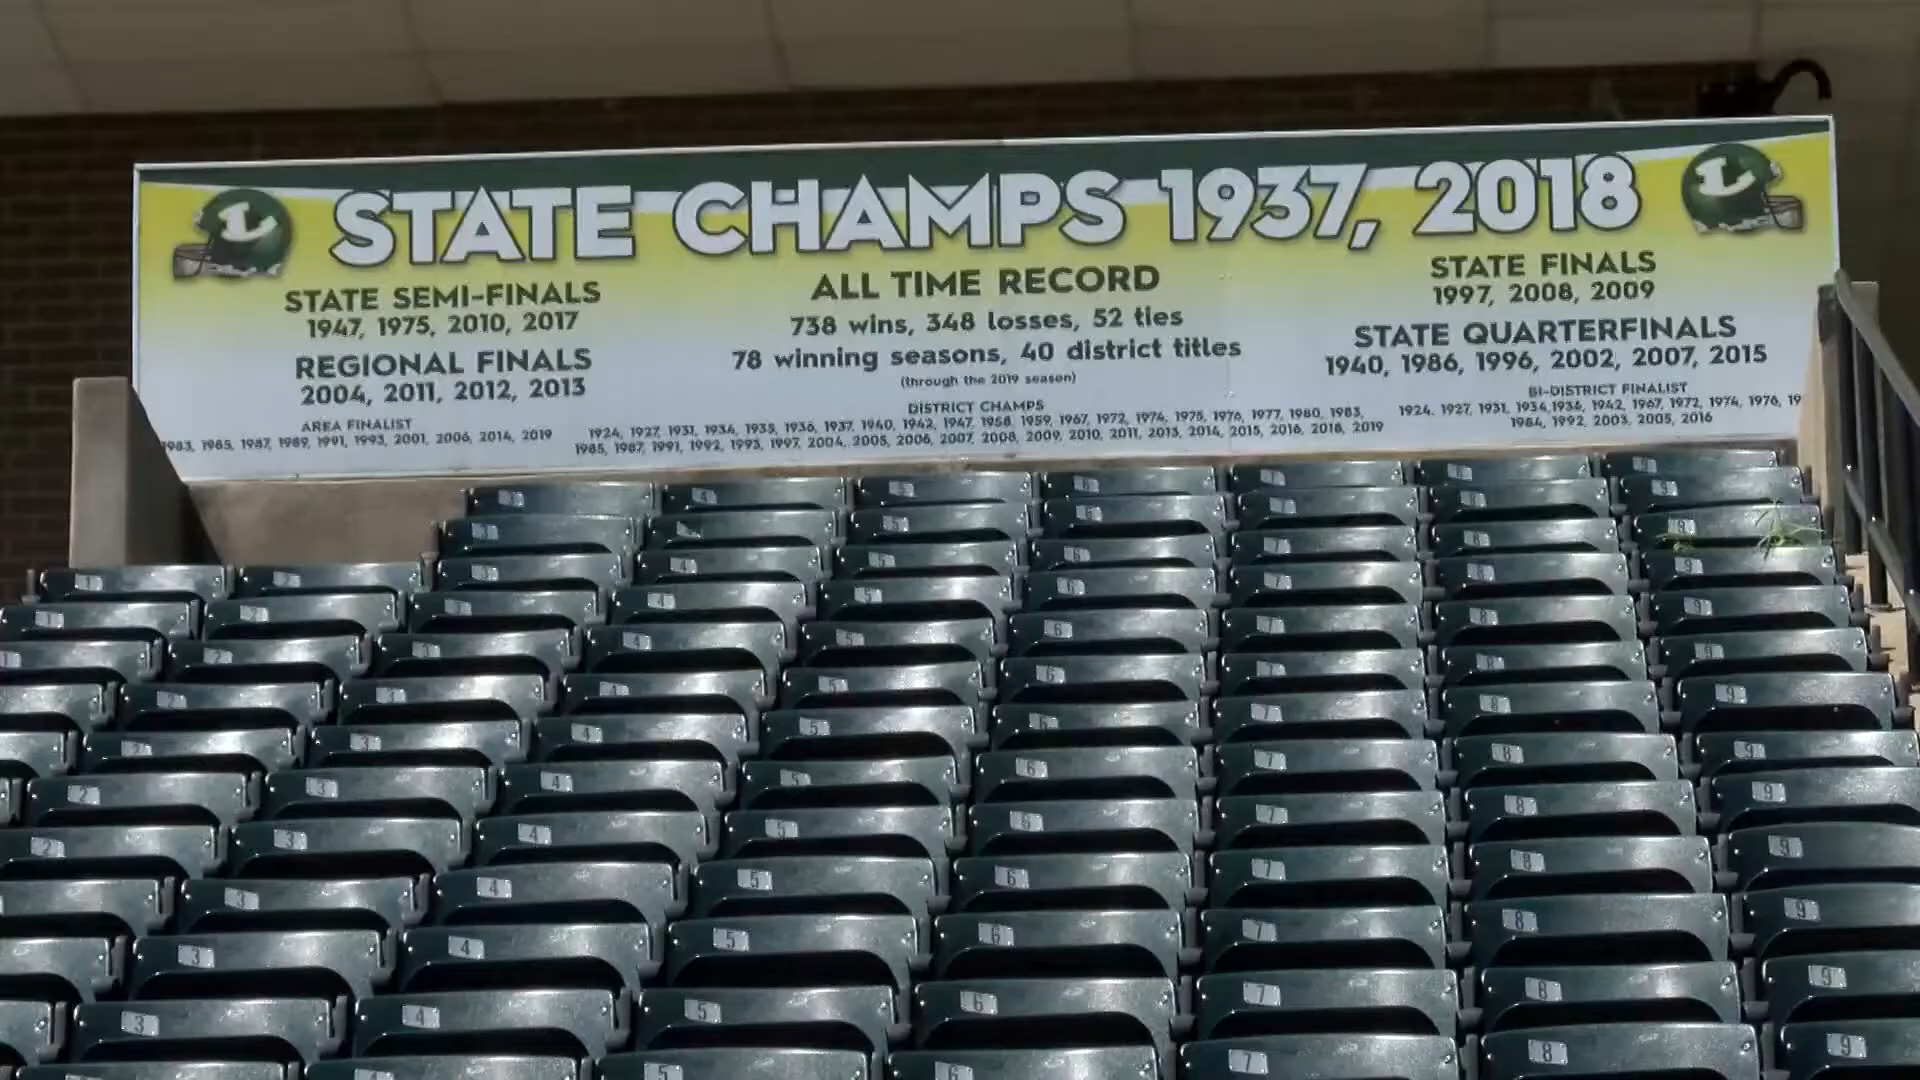 STATE CHAMPS 1937, 2018
STATE SEMI-FINALS
1947, 1975, 2010, 2017
REGIONAL FINALS
2004, 2011, 2012, 2013
AREA FINALIST
1983, 1985, 1987, 1989, 1991, 1993, 2001, 2006, 2014, 2019
ALL TIME RECORD
738 wins, 348 losses, 52 ties
78 winning seasons, 40 district titles
(through the 2019 season)
DISTRICT CHAMPS
1924, 1927, 1931, 1934, 1935, 1936, 1937, 1940, 1942, 1947, 1958, 1959, 1967, 1972, 1974, 1975, 1976, 1977, 1980, 1983,
1985, 1987, 1991, 1992, 1993, 1997, 2004, 2005, 2006, 2007, 2008, 2009, 2010, 2011, 2013, 2014, 2015, 2016, 2018, 2019
STATE FINALS
1997, 2008, 2009
STATE QUARTERFINALS
1940, 1986, 1996, 2002, 2007, 2015
BI-DISTRICT FINALIST
1924, 1927, 1931, 1934, 1936, 1942, 1967, 1972, 1974, 1976, 19
1984, 1992, 2003, 2005, 2016